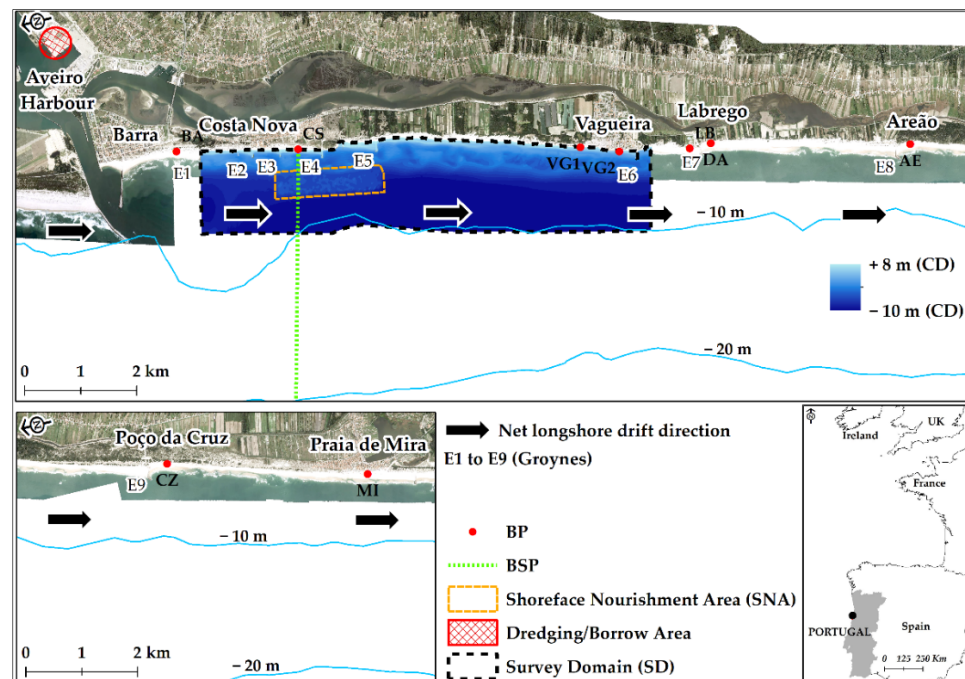 Z
Aveiro
Harbour
Barra
BA
Costa Nova
CS
Vagueira
Labrego
LB
Areão
E1
E2
E3
E4
E5
VG1
VG2
E6
E7
DA
E8
AE
– 10 m
+ 8 m (CD)
– 10 m (CD)
– 20 m
0 1 2 km
Z
Poço da Cruz
Praia de Mira
E9
CZ
MI
– 10 m
0 1 2 km
– 20 m
Net longshore drift direction
E1 to E9 (Groynes)
BP
BSP
Shoreface Nourishment Area (SNA)
Dredging/Borrow Area
Survey Domain (SD)
Ireland
UK
France
PORTUGAL
Spain
0 125 250 Km